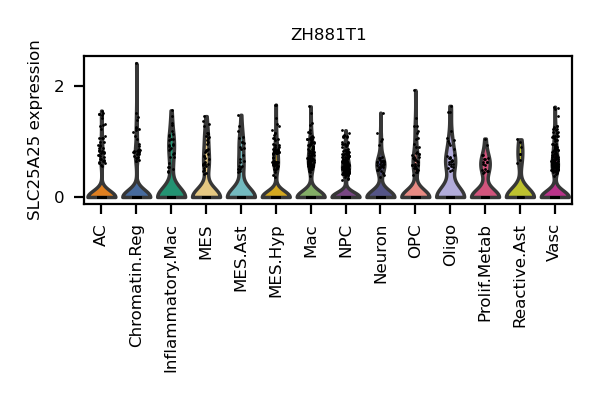 ZH881T1
SLC25A25 expression
2
0
AC
Chromatin.Reg
Inflammatory.Mac
MES
MES.Ast
MES.Hyp
Mac
NPC
Neuron
OPC
Oligo
Prolif.Metab
Reactive.Ast
Vasc